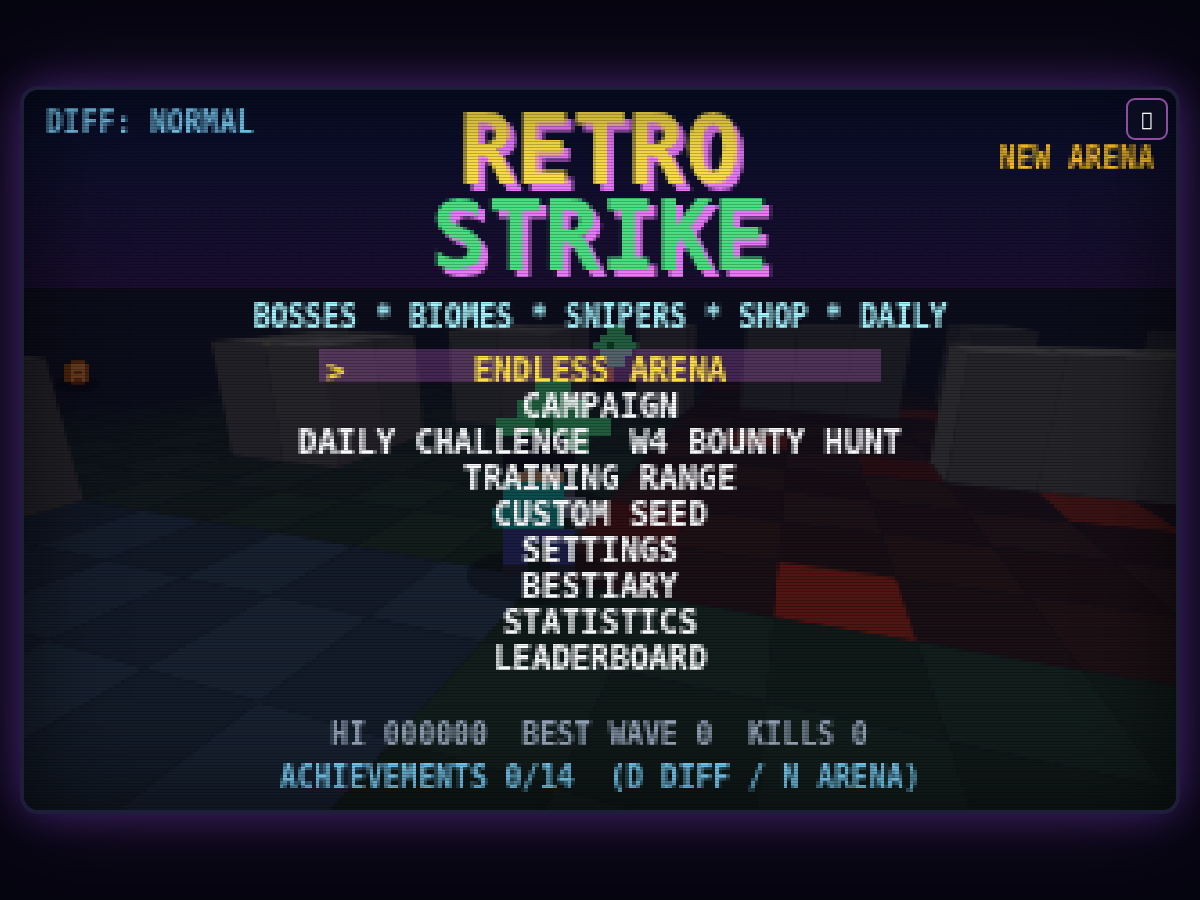 DIFF: NORMAL
RETRO
STRIKE
NEW ARENA
BOSSES * BIOMES * SNIPERS * SHOP * DAILY
> ENDLESS ARENA
CAMPAIGN
DAILY CHALLENGE W4 BOUNTY HUNT
TRAINING RANGE
CUSTOM SEED
SETTINGS
BESTIARY
STATISTICS
LEADERBOARD
HI 000000 BEST WAVE 0 KILLS 0
ACHIEVEMENTS 0/14 (D DIFF / N ARENA)